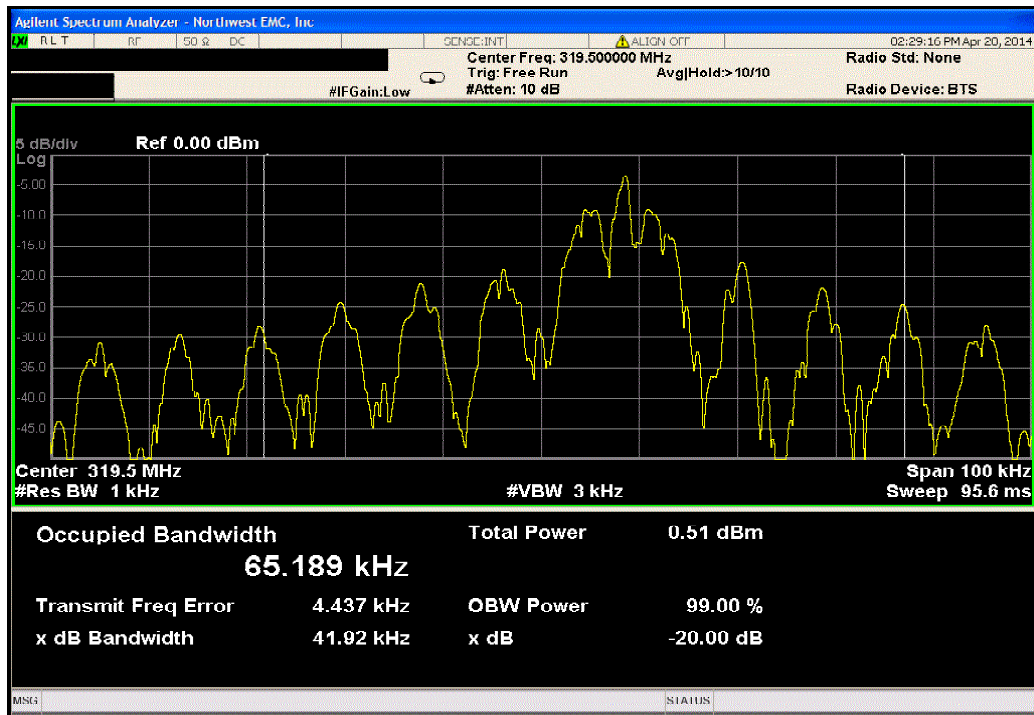 Agilent Spectrum Analyzer - Northwest EMC, Inc
LXI RLT RF 50 Ω DC SENSE:INT ALIGN OFF 02:29:16 PM Apr 20, 2014
Center Freq: 319.500000 MHz Radio Std: None
Trig: Free Run Avg|Hold:>10/10
#IFGain:Low #Atten: 10 dB Radio Device: BTS
5 dB/div Ref 0.00 dBm
Log
-5.00
-10.0
-15.0
-20.0
-25.0
-30.0
-35.0
-40.0
-45.0
Center 319.5 MHz Span 100 kHz
#Res BW 1 kHz #VBW 3 kHz Sweep 95.6 ms
Occupied Bandwidth Total Power 0.51 dBm
65.189 kHz
Transmit Freq Error 4.437 kHz OBW Power 99.00 %
x dB Bandwidth 41.92 kHz x dB -20.00 dB
MSG STATUS